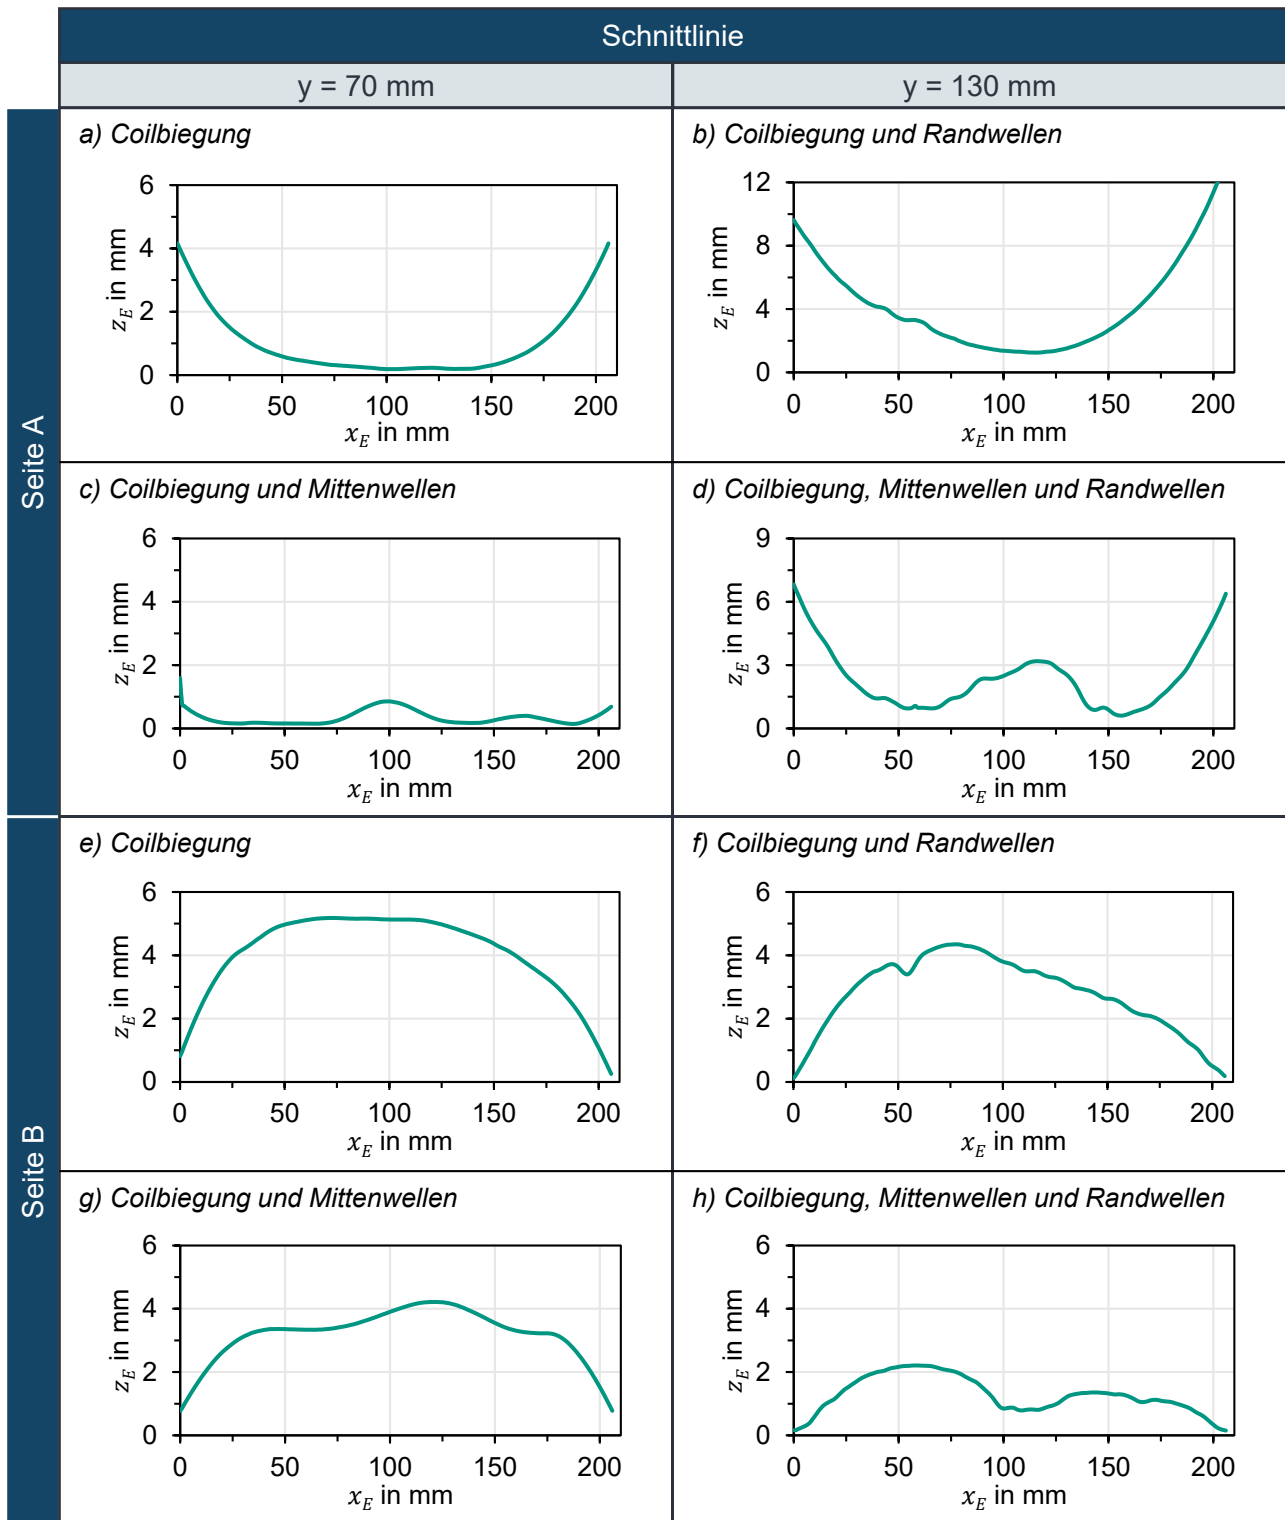 Schnittlinie
y = 70 mm
y = 130 mm
Seite A
a) Coilbiegung
z_E in mm
6
4
2
0
0 50 100 150 200
x_E in mm
b) Coilbiegung und Randwellen
z_E in mm
12
8
4
0
0 50 100 150 200
x_E in mm
c) Coilbiegung und Mittenwellen
z_E in mm
6
4
2
0
0 50 100 150 200
x_E in mm
d) Coilbiegung, Mittenwellen und Randwellen
z_E in mm
9
6
3
0
0 50 100 150 200
x_E in mm
Seite B
e) Coilbiegung
z_E in mm
6
4
2
0
0 50 100 150 200
x_E in mm
f) Coilbiegung und Randwellen
z_E in mm
6
4
2
0
0 50 100 150 200
x_E in mm
g) Coilbiegung und Mittenwellen
z_E in mm
6
4
2
0
0 50 100 150 200
x_E in mm
h) Coilbiegung, Mittenwellen und Randwellen
z_E in mm
6
4
2
0
0 50 100 150 200
x_E in mm